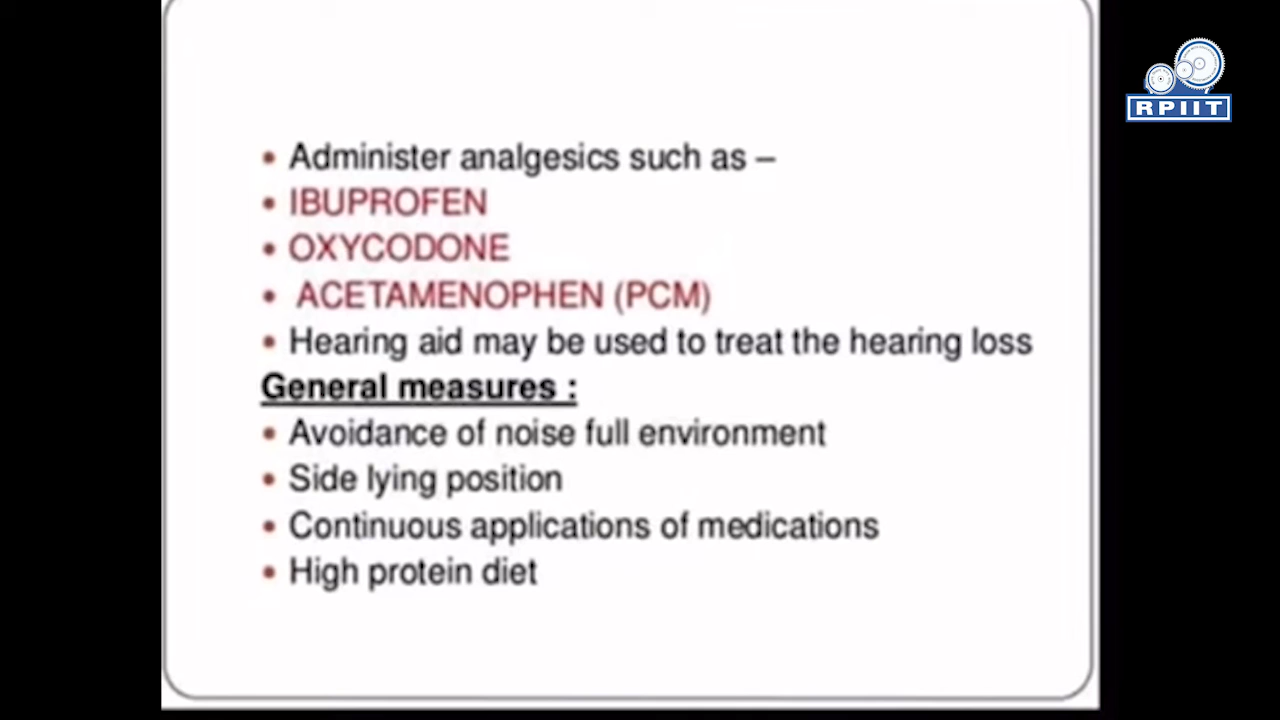 RPIIT
• Administer analgesics such as –
• IBUPROFEN
• OXYCODONE
• ACETAMENOPHEN (PCM)
• Hearing aid may be used to treat the hearing loss
General measures :
• Avoidance of noise full environment
• Side lying position
• Continuous applications of medications
• High protein diet